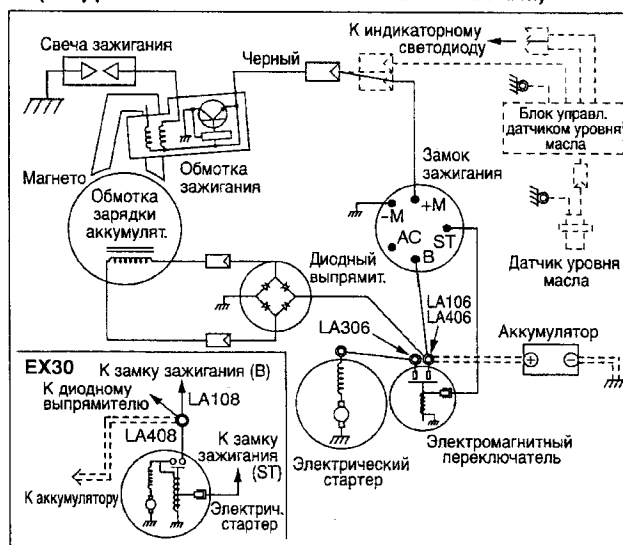 Свеча зажигания
К индикаторному
светодиоду
Черный
Блок управл.
датчиком уровня
масла
Обмотка
зажигания
Магнето
Замок
зажигания
Обмотка
зарядки
аккумулят.
-M
+M
AC
ST
B
Датчик уровня
масла
Диодный
выпрямит.
LA106
LA406
LA306
Аккумулятор
+
-
EX30
К замку зажигания (В)
К диодному
выпрямителю
LA108
LA408
К замку
зажигания
(ST)
К аккумулятору
Электрич.
стартер
Электрический
стартер
Электромагнитный
переключатель